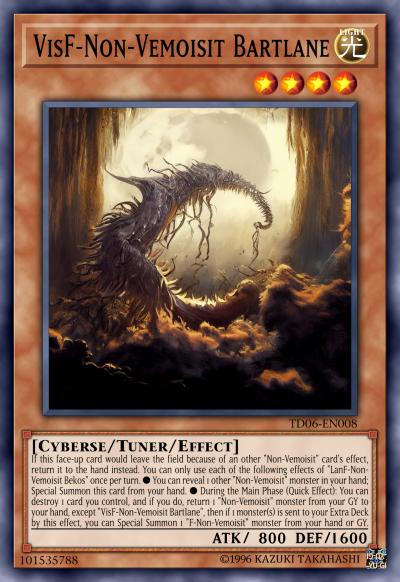 VisF-Non-Vemoisit Bartlane
LIGHT
光
TD06-EN008
[Cyberse/Tuner/Effect]
If this face-up card would leave the field because of an other "Non-Vemoisit" card's effect,
return it to the hand instead. You can only use each of the following effects of "LanF-Non-
Vemoisit Bekos" once per turn. ● You can reveal 1 other "Non-Vemoisit" monster in your hand;
Special Summon this card from your hand. ● During the Main Phase (Quick Effect): You can
destroy 1 card you control, and if you do, return 1 "Non-Vemoisit" monster from your GY to
your hand, except "VisF-Non-Vemoisit Bartlane", then if 1 monster(s) is sent to your Extra Deck
by this effect, you can Special Summon 1 "F-Non-Vemoisit" monster from your hand or GY.
ATK/ 800 DEF/1600
101535788
©1996 KAZUKI TAKAHASHI